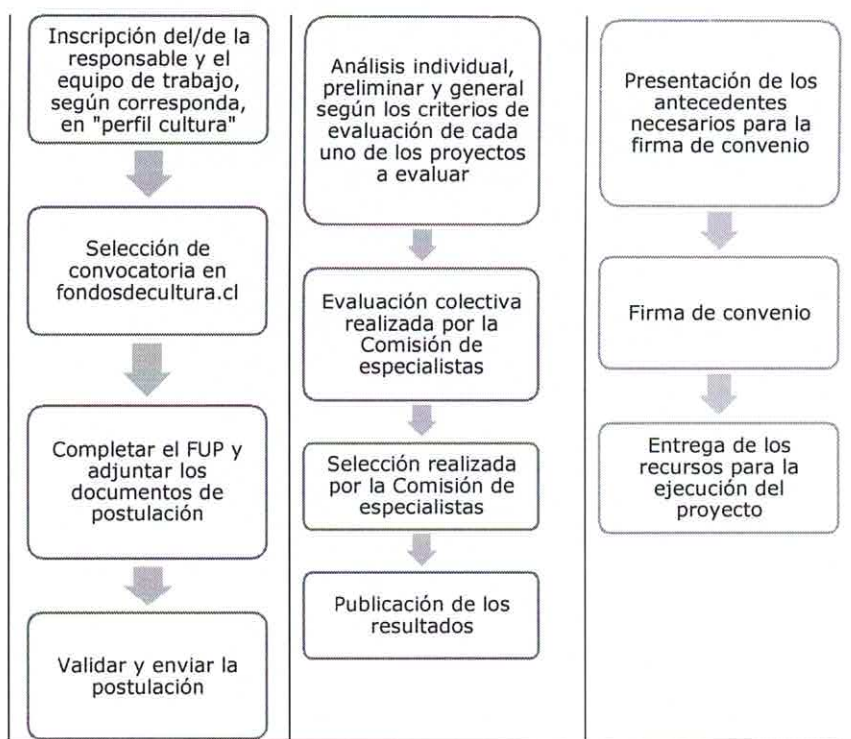 Inscripción del/de la
responsable y el
equipo de trabajo,
según corresponda,
en "perfil cultura"
Selección de
convocatoria en
fondosdecultura.cl
Completar el FUP y
adjuntar los
documentos de
postulación
Validar y enviar la
postulación
Análisis individual,
preliminar y general
según los criterios de
evaluación de cada
uno de los proyectos
a evaluar
Evaluación colectiva
realizada por la
Comisión de
especialistas
Selección realizada
por la Comisión de
especialistas
Publicación de los
resultados
Presentación de los
antecedentes
necesarios para la
firma de convenio
Firma de convenio
Entrega de los
recursos para la
ejecución del
proyecto